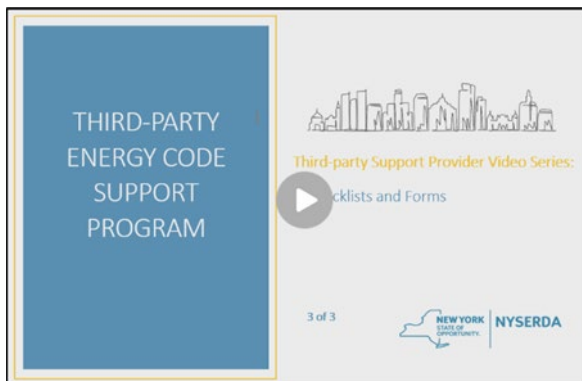 THIRD-PARTY
ENERGY CODE
SUPPORT
PROGRAM
Third-party Support Provider Video Series:
cklists and Forms
3 of 3
NEW YORK
STATE OF
OPPORTUNITY.
NYSERDA